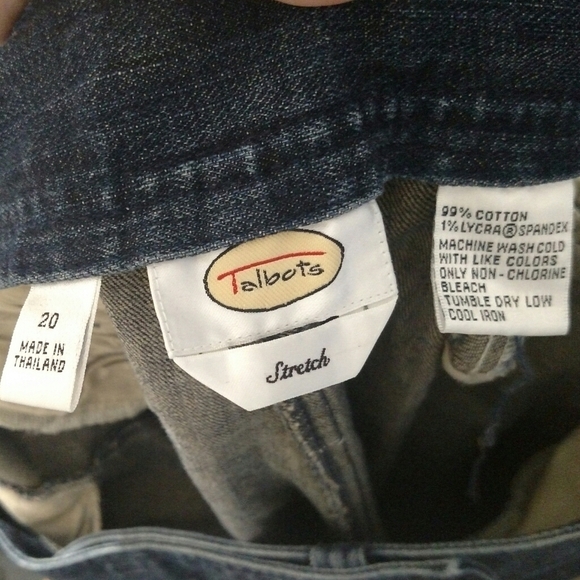 20
MADE IN
THAILAND
Talbots
Stretch
99% COTTON
1% LYCRA® SPANDEX
MACHINE WASH COLD
WITH LIKE COLORS
ONLY NON-CHLORINE
BLEACH
TUMBLE DRY LOW
COOL IRON